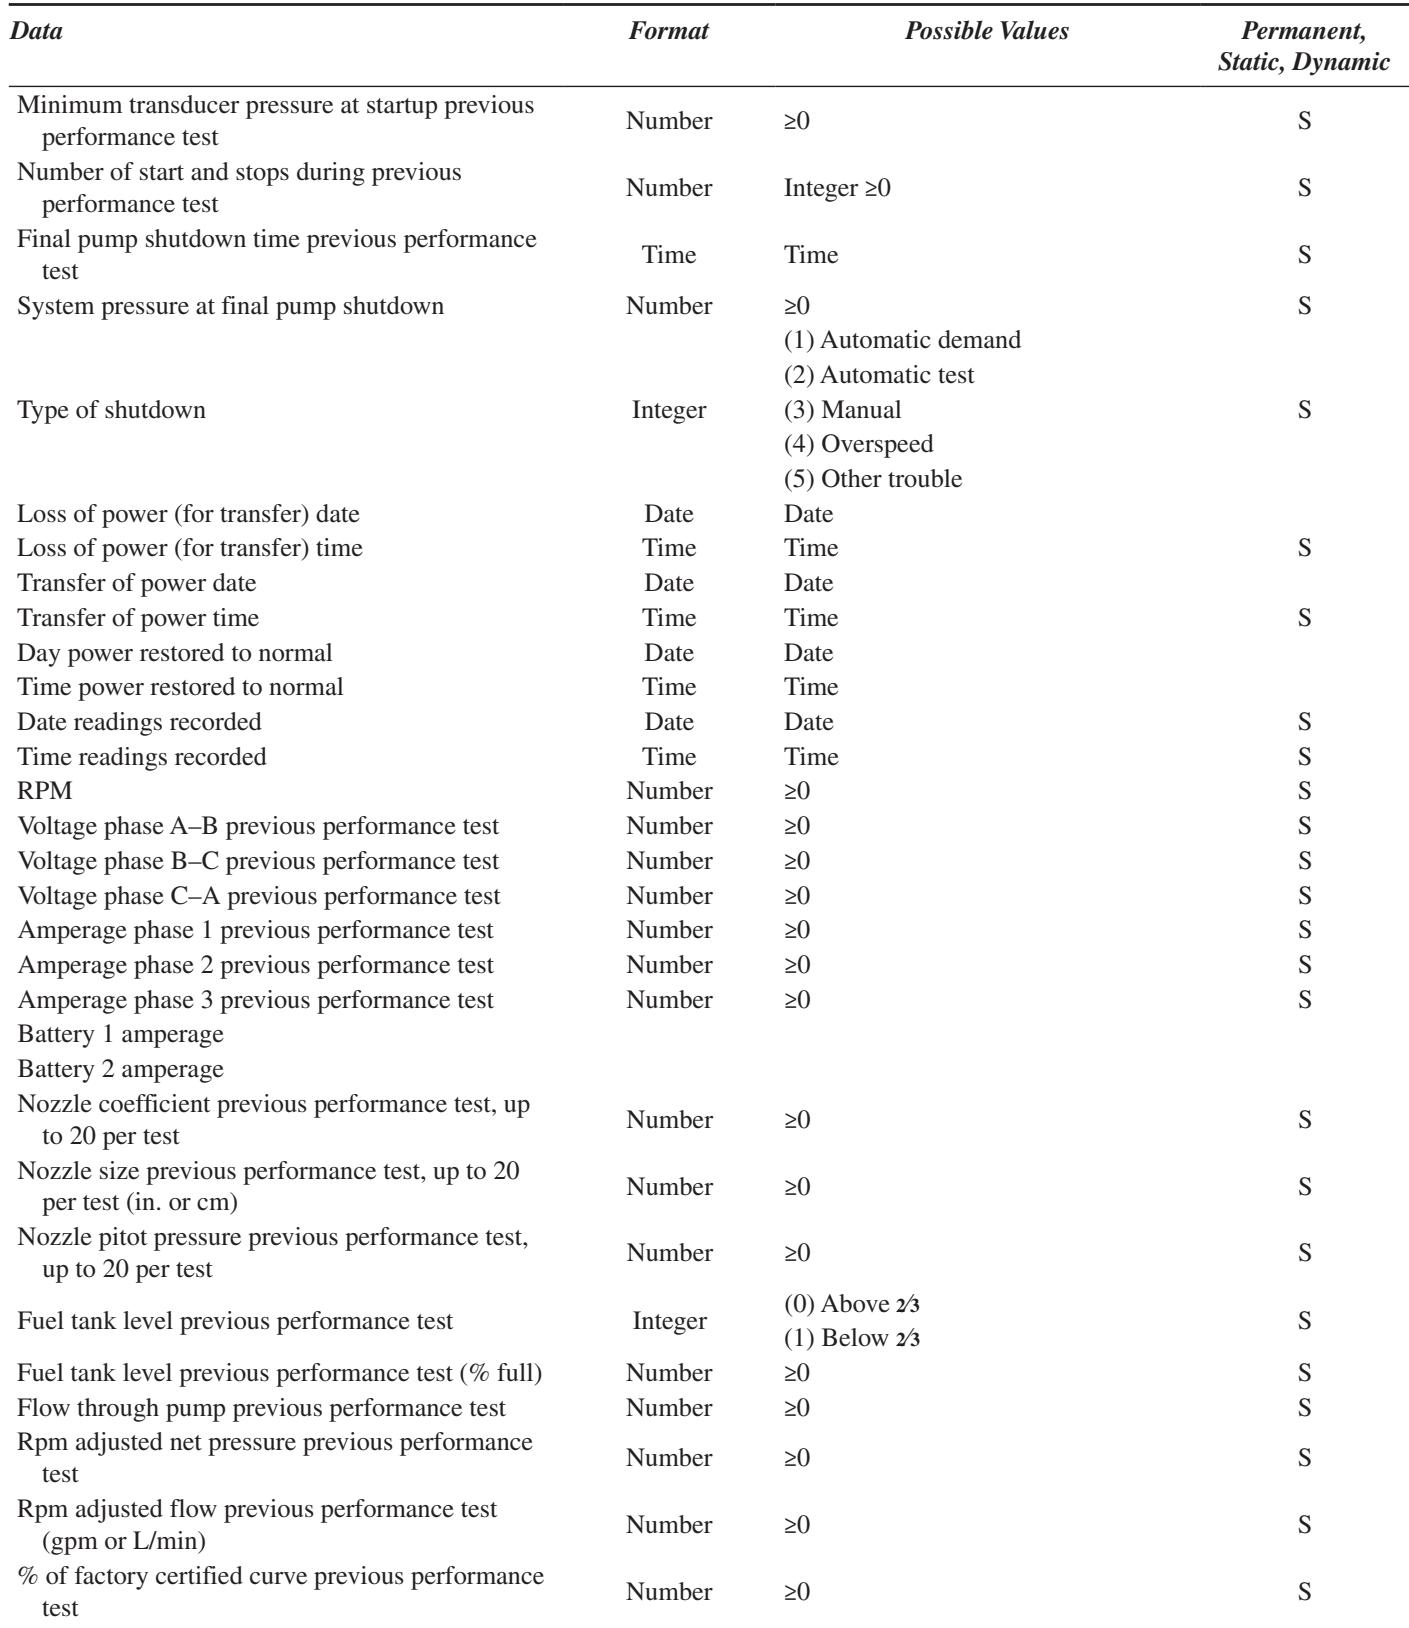 Data Format Possible Values Permanent,
Static, Dynamic
Minimum transducer pressure at startup previous
performance test Number ≥0 S
Number of start and stops during previous
performance test Number Integer ≥0 S
Final pump shutdown time previous performance
test Time Time S
System pressure at final pump shutdown Number ≥0 S
(1) Automatic demand
(2) Automatic test
Type of shutdown Integer (3) Manual S
(4) Overspeed
(5) Other trouble
Loss of power (for transfer) date Date Date
Loss of power (for transfer) time Time Time S
Transfer of power date Date Date
Transfer of power time Time Time S
Day power restored to normal Date Date
Time power restored to normal Time Time
Date readings recorded Date Date S
Time readings recorded Time Time S
RPM Number ≥0 S
Voltage phase A–B previous performance test Number ≥0 S
Voltage phase B–C previous performance test Number ≥0 S
Voltage phase C–A previous performance test Number ≥0 S
Amperage phase 1 previous performance test Number ≥0 S
Amperage phase 2 previous performance test Number ≥0 S
Amperage phase 3 previous performance test Number ≥0 S
Battery 1 amperage
Battery 2 amperage
Nozzle coefficient previous performance test, up
to 20 per test Number ≥0 S
Nozzle size previous performance test, up to 20
per test (in. or cm) Number ≥0 S
Nozzle pitot pressure previous performance test,
up to 20 per test Number ≥0 S
(0) Above 2⁄3
Fuel tank level previous performance test Integer S
(1) Below 2⁄3
Fuel tank level previous performance test (% full) Number ≥0 S
Flow through pump previous performance test Number ≥0 S
Rpm adjusted net pressure previous performance
test Number ≥0 S
Rpm adjusted flow previous performance test
(gpm or L/min) Number ≥0 S
% of factory certified curve previous performance
test Number ≥0 S